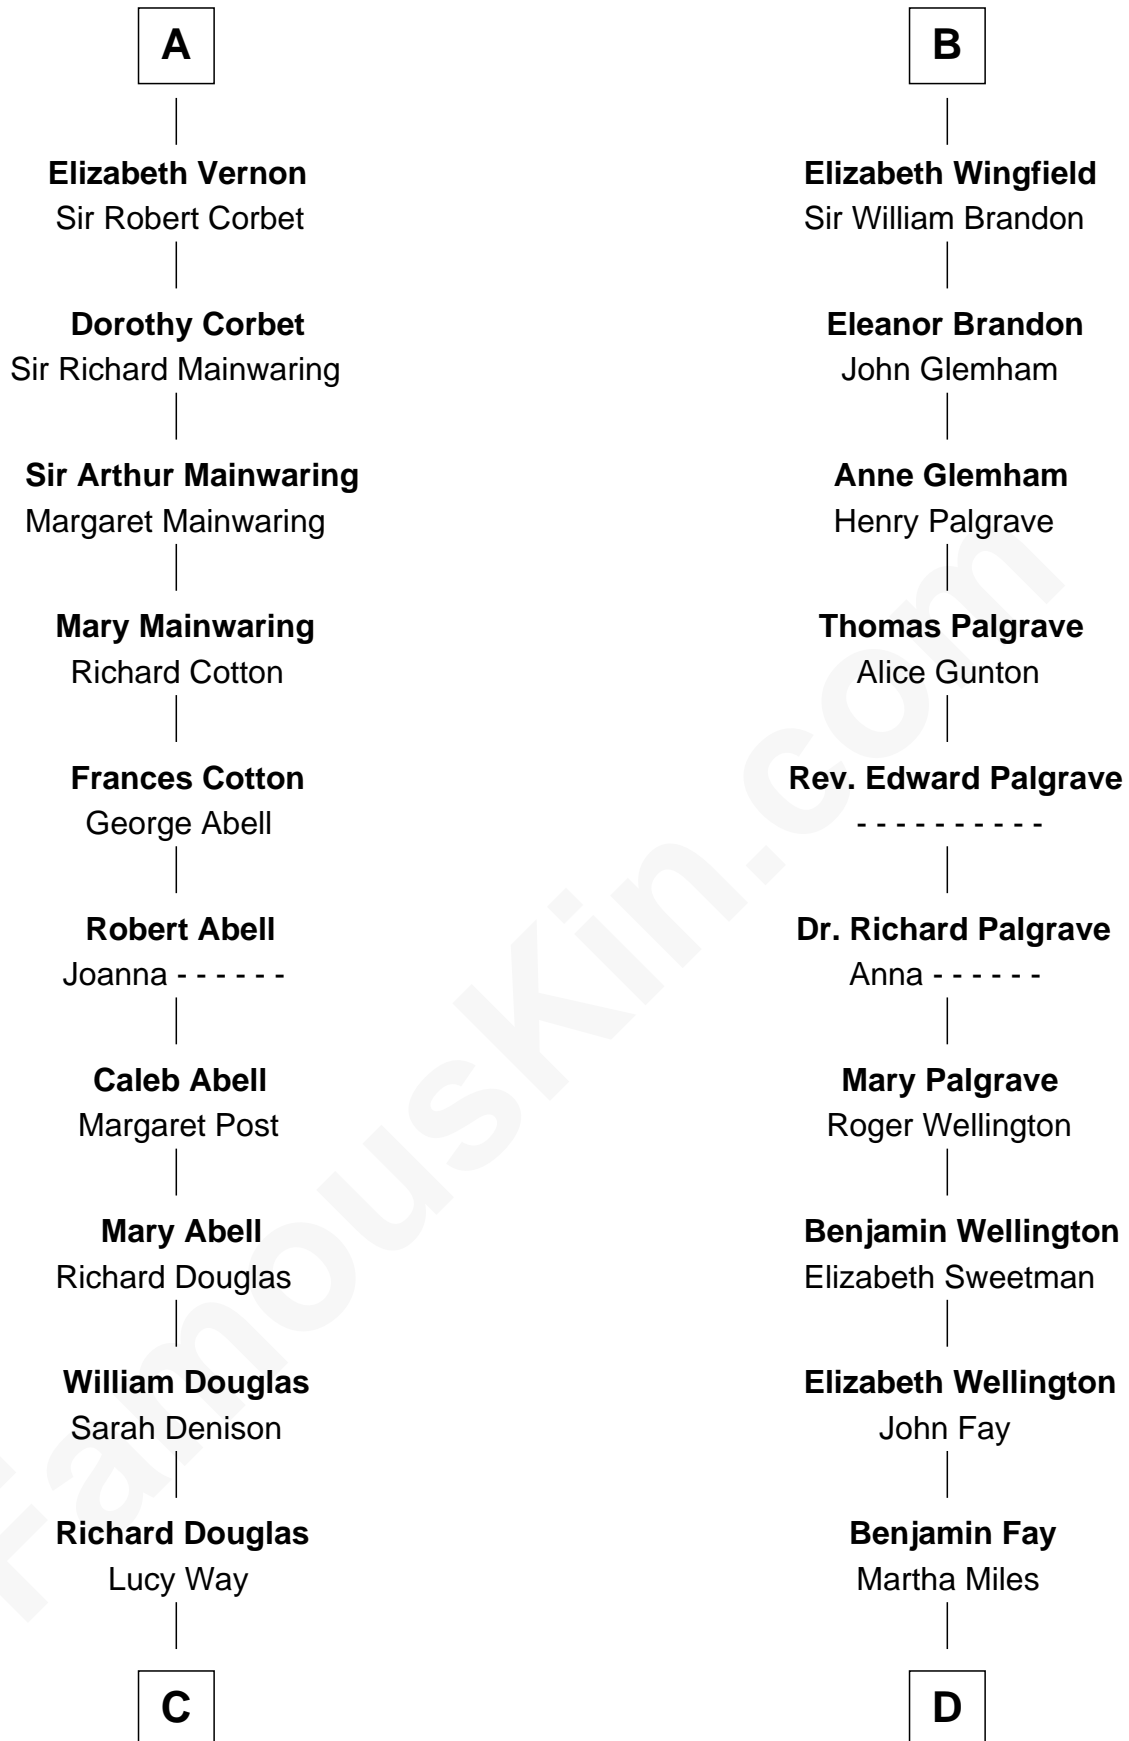 A
Elizabeth Vernon
Sir Robert Corbet
Dorothy Corbet
Sir Richard Mainwaring
Sir Arthur Mainwaring
Margaret Mainwaring
Mary Mainwaring
Richard Cotton
Frances Cotton
George Abell
Robert Abell
Joanna - - - - - -
Caleb Abell
Margaret Post
Mary Abell
Richard Douglas
William Douglas
Sarah Denison
Richard Douglas
Lucy Way
C
B
Elizabeth Wingfield
Sir William Brandon
Eleanor Brandon
John Glemham
Anne Glemham
Henry Palgrave
Thomas Palgrave
Alice Gunton
Rev. Edward Palgrave
- - - - - - - - - -
Dr. Richard Palgrave
Anna - - - - - -
Mary Palgrave
Roger Wellington
Benjamin Wellington
Elizabeth Sweetman
Elizabeth Wellington
John Fay
Benjamin Fay
Martha Miles
D
FamousKin.com